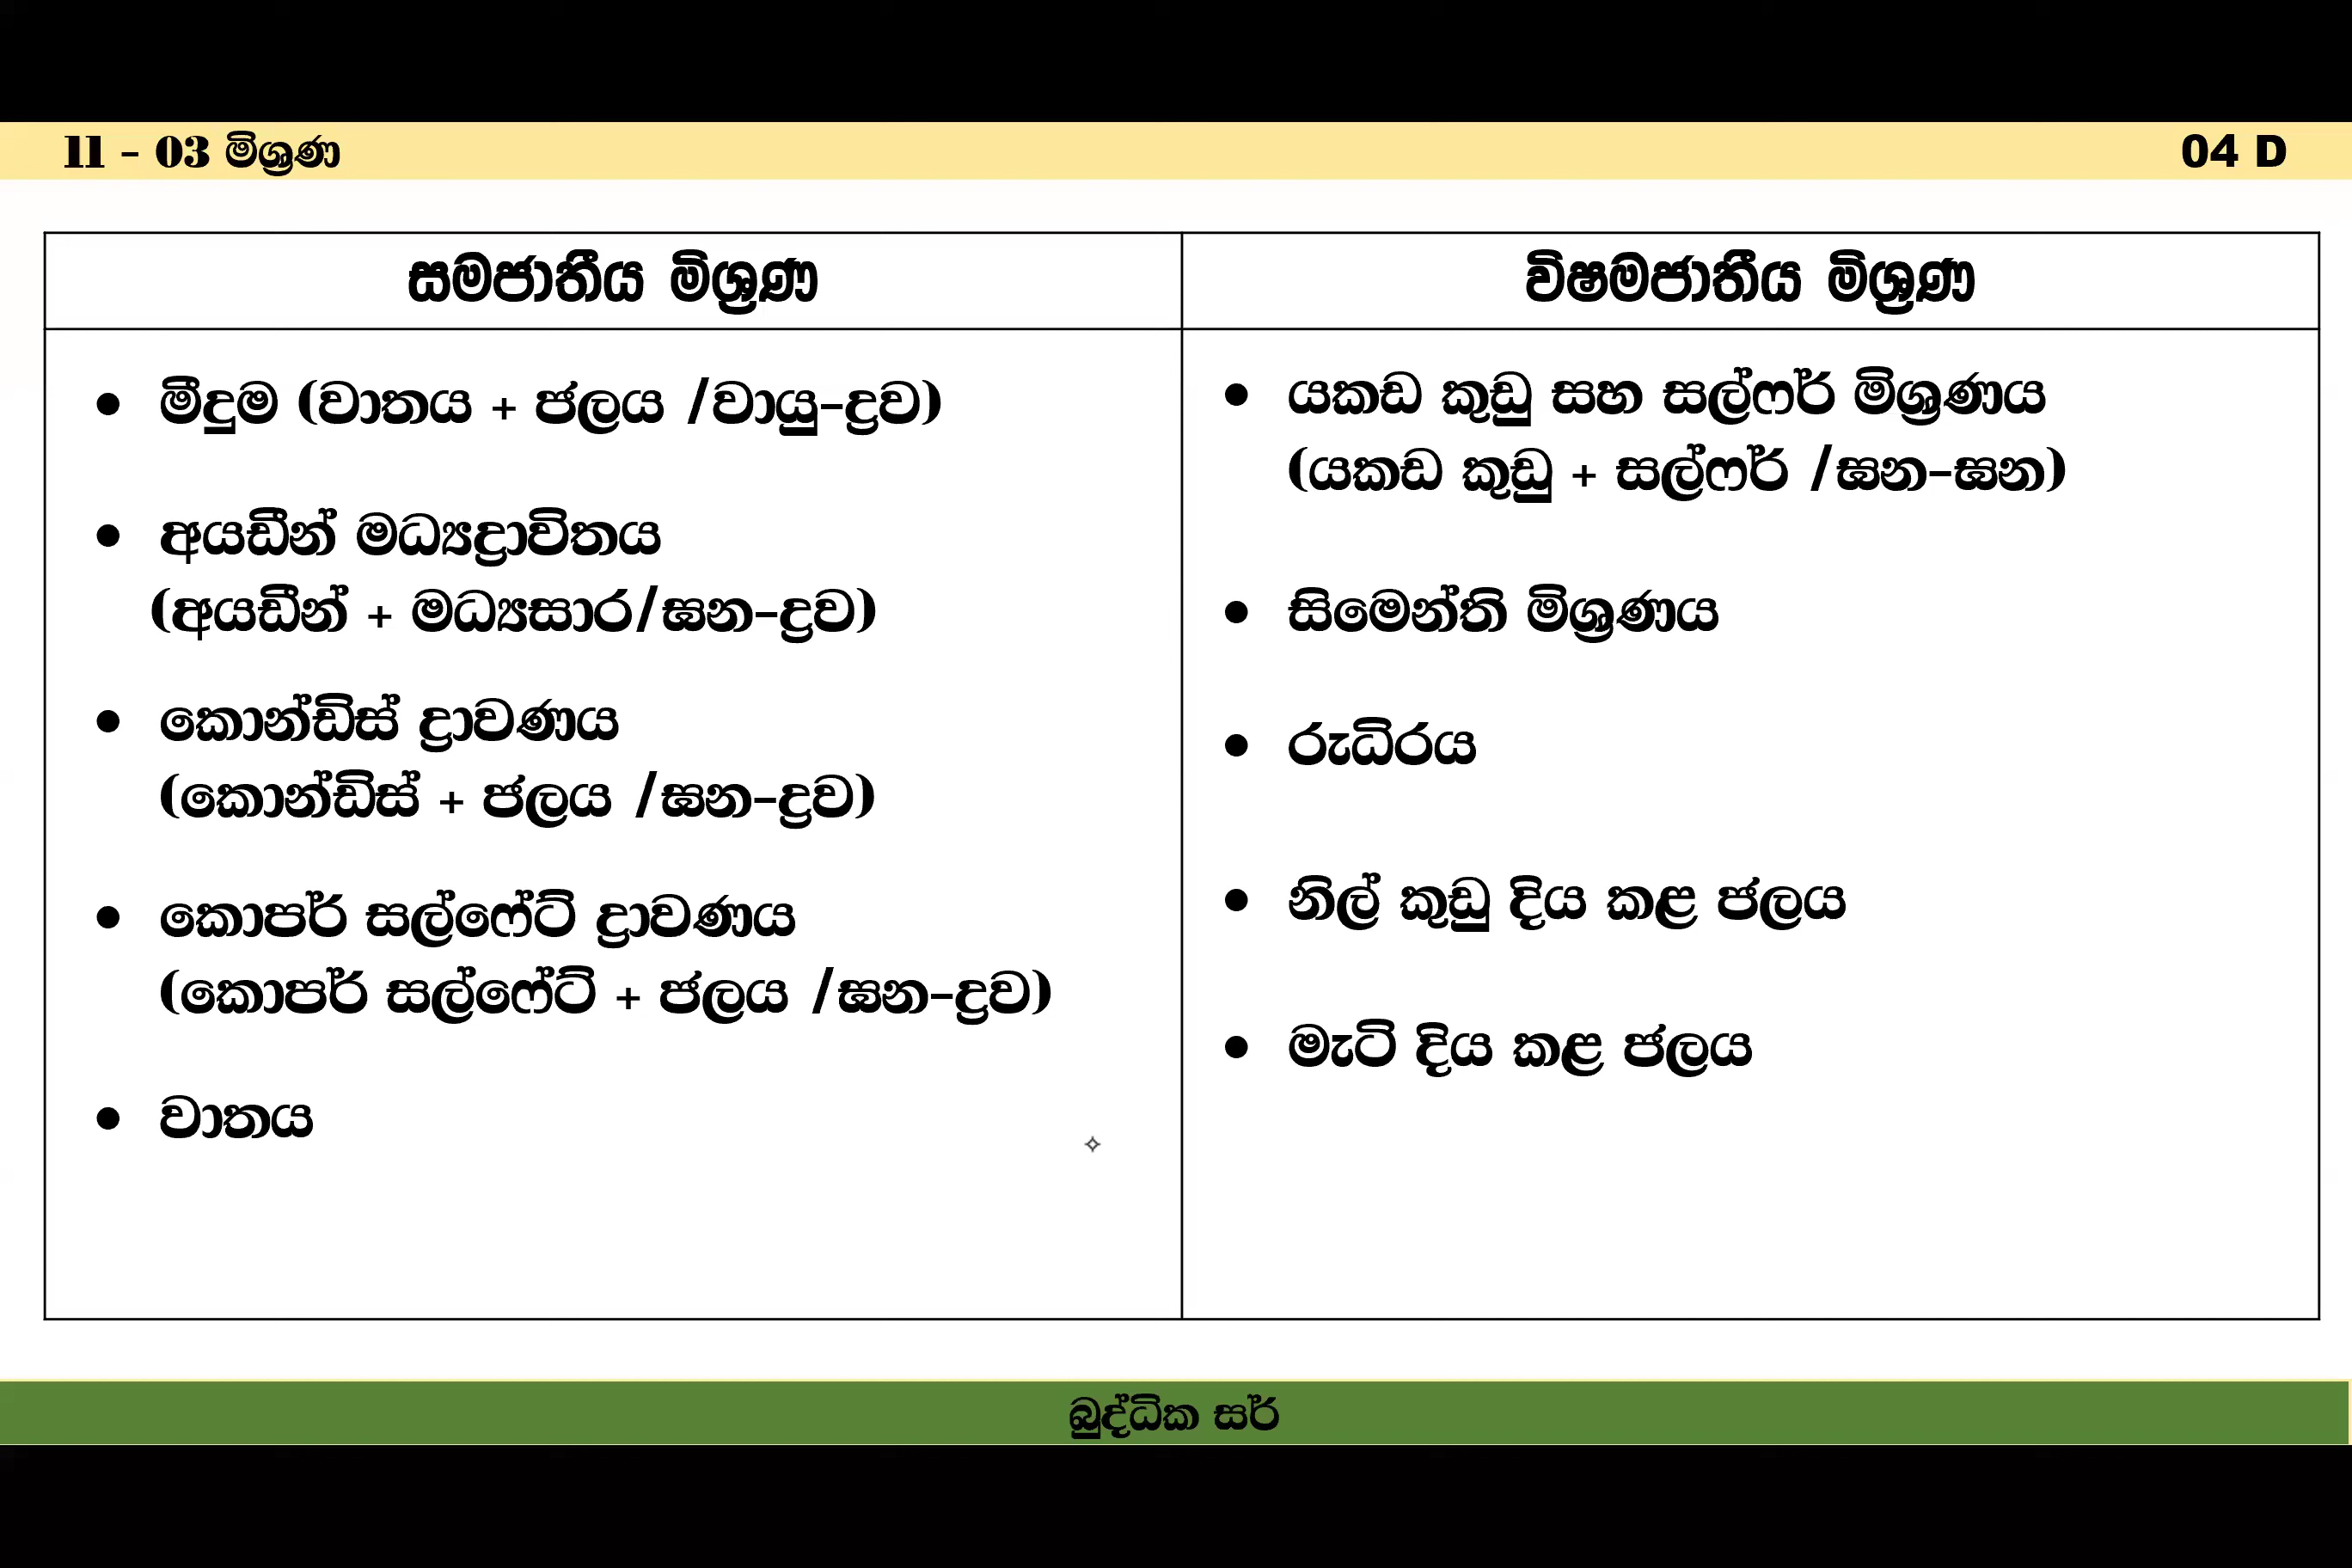 11 - 03 මිශ්‍රණ
04 D
සමජාතීය මිශ්‍රණ
විෂමජාතීය මිශ්‍රණ
• මීදුම (වාතය + ජලය /වායු-ද්‍රව)
• අයඩීන් මධ්‍යද්‍රාවිතය
(අයඩීන් + මධ්‍යසාර/ඝන-ද්‍රව)
• කොන්ඩිස් ද්‍රාවණය
(කොන්ඩිස් + ජලය /ඝන-ද්‍රව)
• කොපර් සල්ෆේට් ද්‍රාවණය
(කොපර් සල්ෆේට් + ජලය /ඝන-ද්‍රව)
• වාතය
• යකඩ කුඩු සහ සල්ෆර් මිශ්‍රණය
(යකඩ කුඩු + සල්ෆර් /ඝන-ඝන)
• සිමෙන්ති මිශ්‍රණය
• රුධිරය
• නිල් කුඩු දිය කළ ජලය
• මැටි දිය කළ ජලය
බුද්ධික සර්